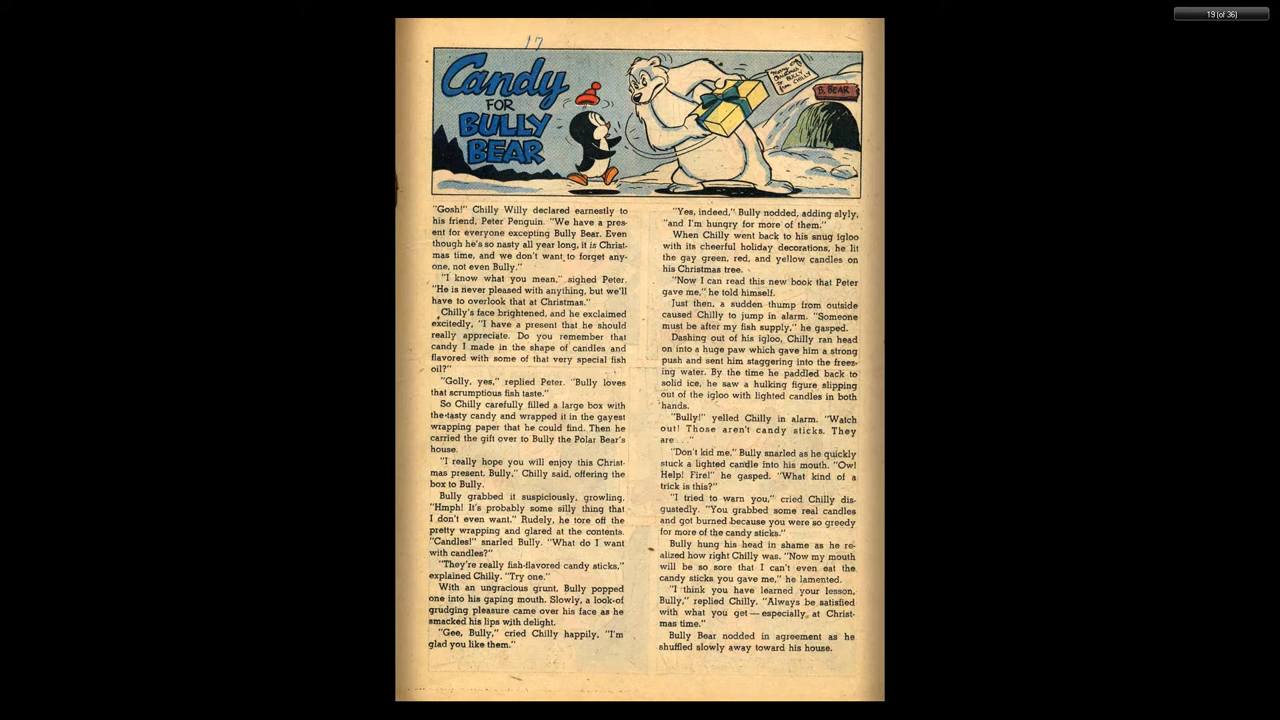 19 (of 36)
17
Candy
FOR
BULLY
BEAR
Merry
Christmas
to BULLY
from CHILLY
B. BEAR
"Gosh!" Chilly Willy declared earnestly to
his friend, Peter Penguin. "We have a pres-
ent for everyone excepting Bully Bear. Even
though he's so nasty all year long, it is Christ-
mas time, and we don't want to forget any-
one, not even Bully."
"I know what you mean," sighed Peter.
"He is never pleased with anything, but we'll
have to overlook that at Christmas."
Chilly's face brightened, and he exclaimed
excitedly, "I have a present that he should
really appreciate. Do you remember that
candy I made in the shape of candles and
flavored with some of that very special fish
oil?"
"Golly, yes," replied Peter. "Bully loves
that scrumptious fish taste."
So Chilly carefully filled a large box with
the tasty candy and wrapped it in the gayest
wrapping paper that he could find. Then he
carried the gift over to Bully the Polar Bear's
house.
"I really hope you will enjoy this Christ-
mas present, Bully," Chilly said, offering the
box to Bully.
Bully grabbed it suspiciously, growling.
"Hmph! It's probably some silly thing that
I don't even want." Rudely, he tore off the
pretty wrapping and glared at the contents.
"Candles!" snarled Bully. "What do I want
with candles?"
"They're really fish-flavored candy sticks,"
explained Chilly. "Try one."
With an ungracious grunt, Bully popped
one into his gaping mouth. Slowly, a look of
grudging pleasure came over his face as he
smacked his lips with delight.
"Gee, Bully," cried Chilly happily, "I'm
glad you like them."
"Yes, indeed," Bully nodded, adding slyly,
"and I'm hungry for more of them."
When Chilly went back to his snug igloo
with its cheerful holiday decorations, he lit
the gay green, red, and yellow candles on
his Christmas tree.
"Now I can read this new book that Peter
gave me," he told himself.
Just then, a sudden thump from outside
caused Chilly to jump in alarm. "Someone
must be after my fish supply," he gasped.
Dashing out of his igloo, Chilly ran head
on into a huge paw which gave him a strong
push and sent him staggering into the freez-
ing water. By the time he paddled back to
solid ice, he saw a hulking figure slipping
out of the igloo with lighted candles in both
hands.
"Bully!" yelled Chilly in alarm. "Watch
out! Those aren't candy sticks. They
are . . ."
"Don't kid me," Bully snarled as he quickly
stuck a lighted candle into his mouth. "Ow!
Help! Fire!" he gasped. "What kind of a
trick is this?"
"I tried to warn you," cried Chilly dis-
gustedly. "You grabbed some real candles
and got burned because you were so greedy
for more of the candy sticks."
Bully hung his head in shame as he re-
alized how right Chilly was. "Now my mouth
will be so sore that I can't even eat the
candy sticks you gave me," he lamented.
"I think you have learned your lesson,
Bully," replied Chilly. "Always be satisfied
with what you get — especially at Christ-
mas time."
Bully Bear nodded in agreement as he
shuffled slowly away toward his house.